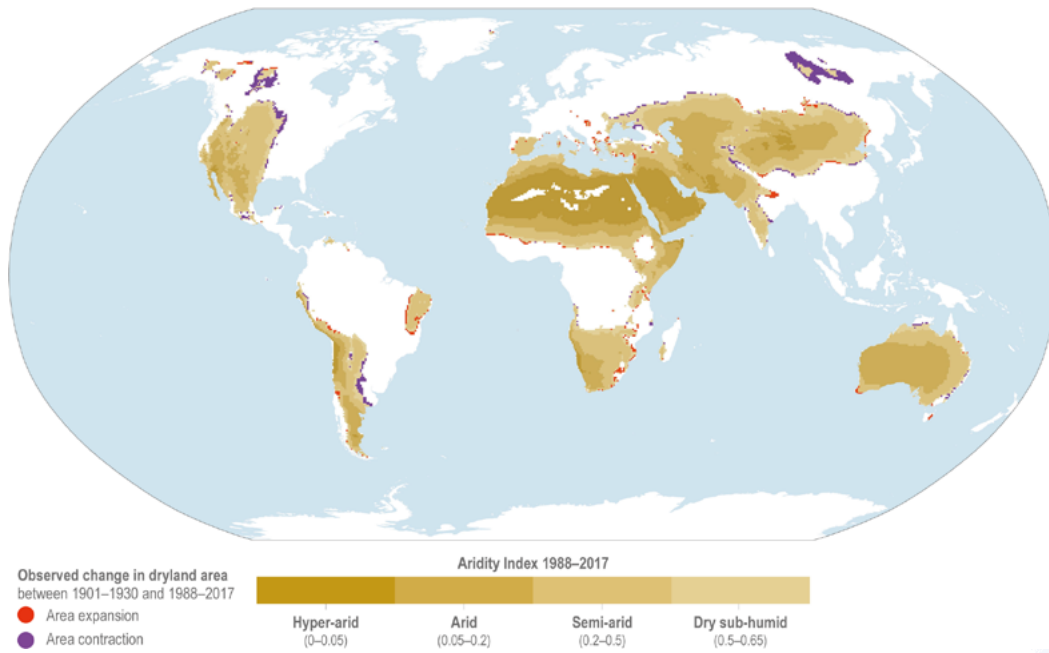 Observed change in dryland area
between 1901–1930 and 1988–2017
Area expansion
Area contraction
Aridity Index 1988–2017
Hyper-arid
(0–0.05)
Arid
(0.05–0.2)
Semi-arid
(0.2–0.5)
Dry sub-humid
(0.5–0.65)